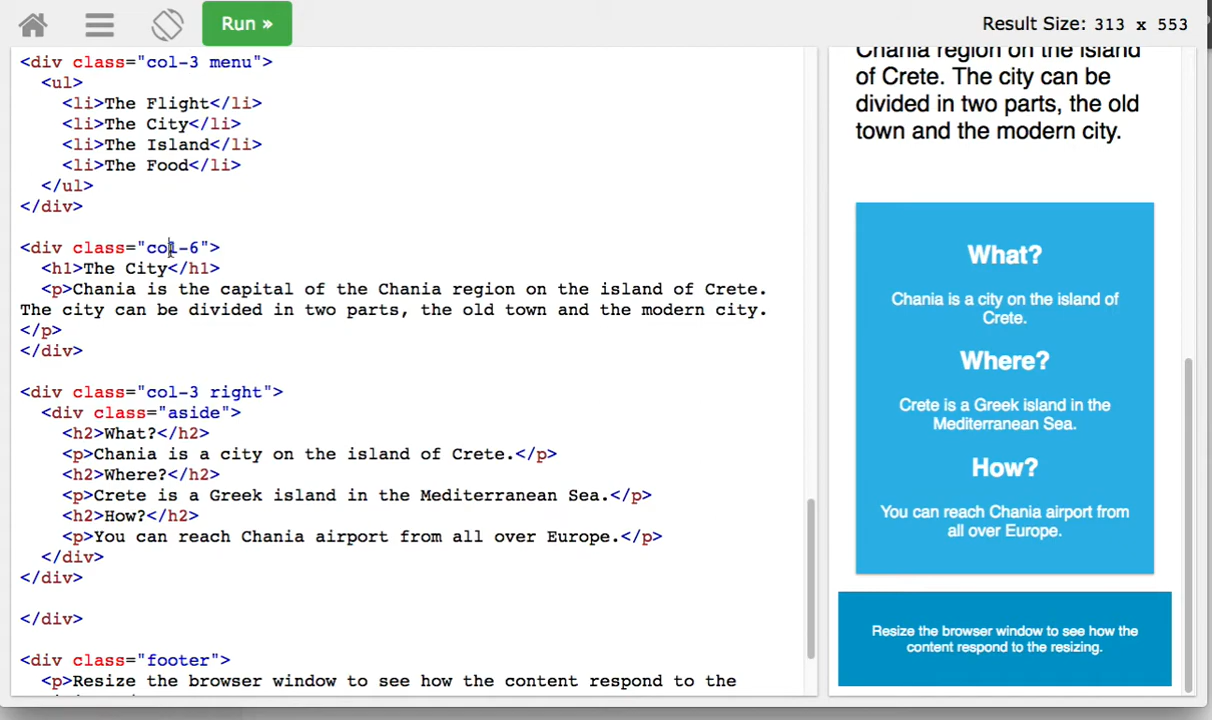 Run »
Result Size: 313 x 553
<div class="col-3 menu">
<ul>
<li>The Flight</li>
<li>The City</li>
<li>The Island</li>
<li>The Food</li>
</ul>
</div>
<div class="col-6">
<h1>The City</h1>
<p>Chania is the capital of the Chania region on the island of Crete.
The city can be divided in two parts, the old town and the modern city.
</p>
</div>
<div class="col-3 right">
<div class="aside">
<h2>What?</h2>
<p>Chania is a city on the island of Crete.</p>
<h2>Where?</h2>
<p>Crete is a Greek island in the Mediterranean Sea.</p>
<h2>How?</h2>
<p>You can reach Chania airport from all over Europe.</p>
</div>
</div>
</div>
<div class="footer">
<p>Resize the browser window to see how the content respond to the
Chania region on the island
of Crete. The city can be
divided in two parts, the old
town and the modern city.
What?
Chania is a city on the island of
Crete.
Where?
Crete is a Greek island in the
Mediterranean Sea.
How?
You can reach Chania airport from
all over Europe.
Resize the browser window to see how the
content respond to the resizing.